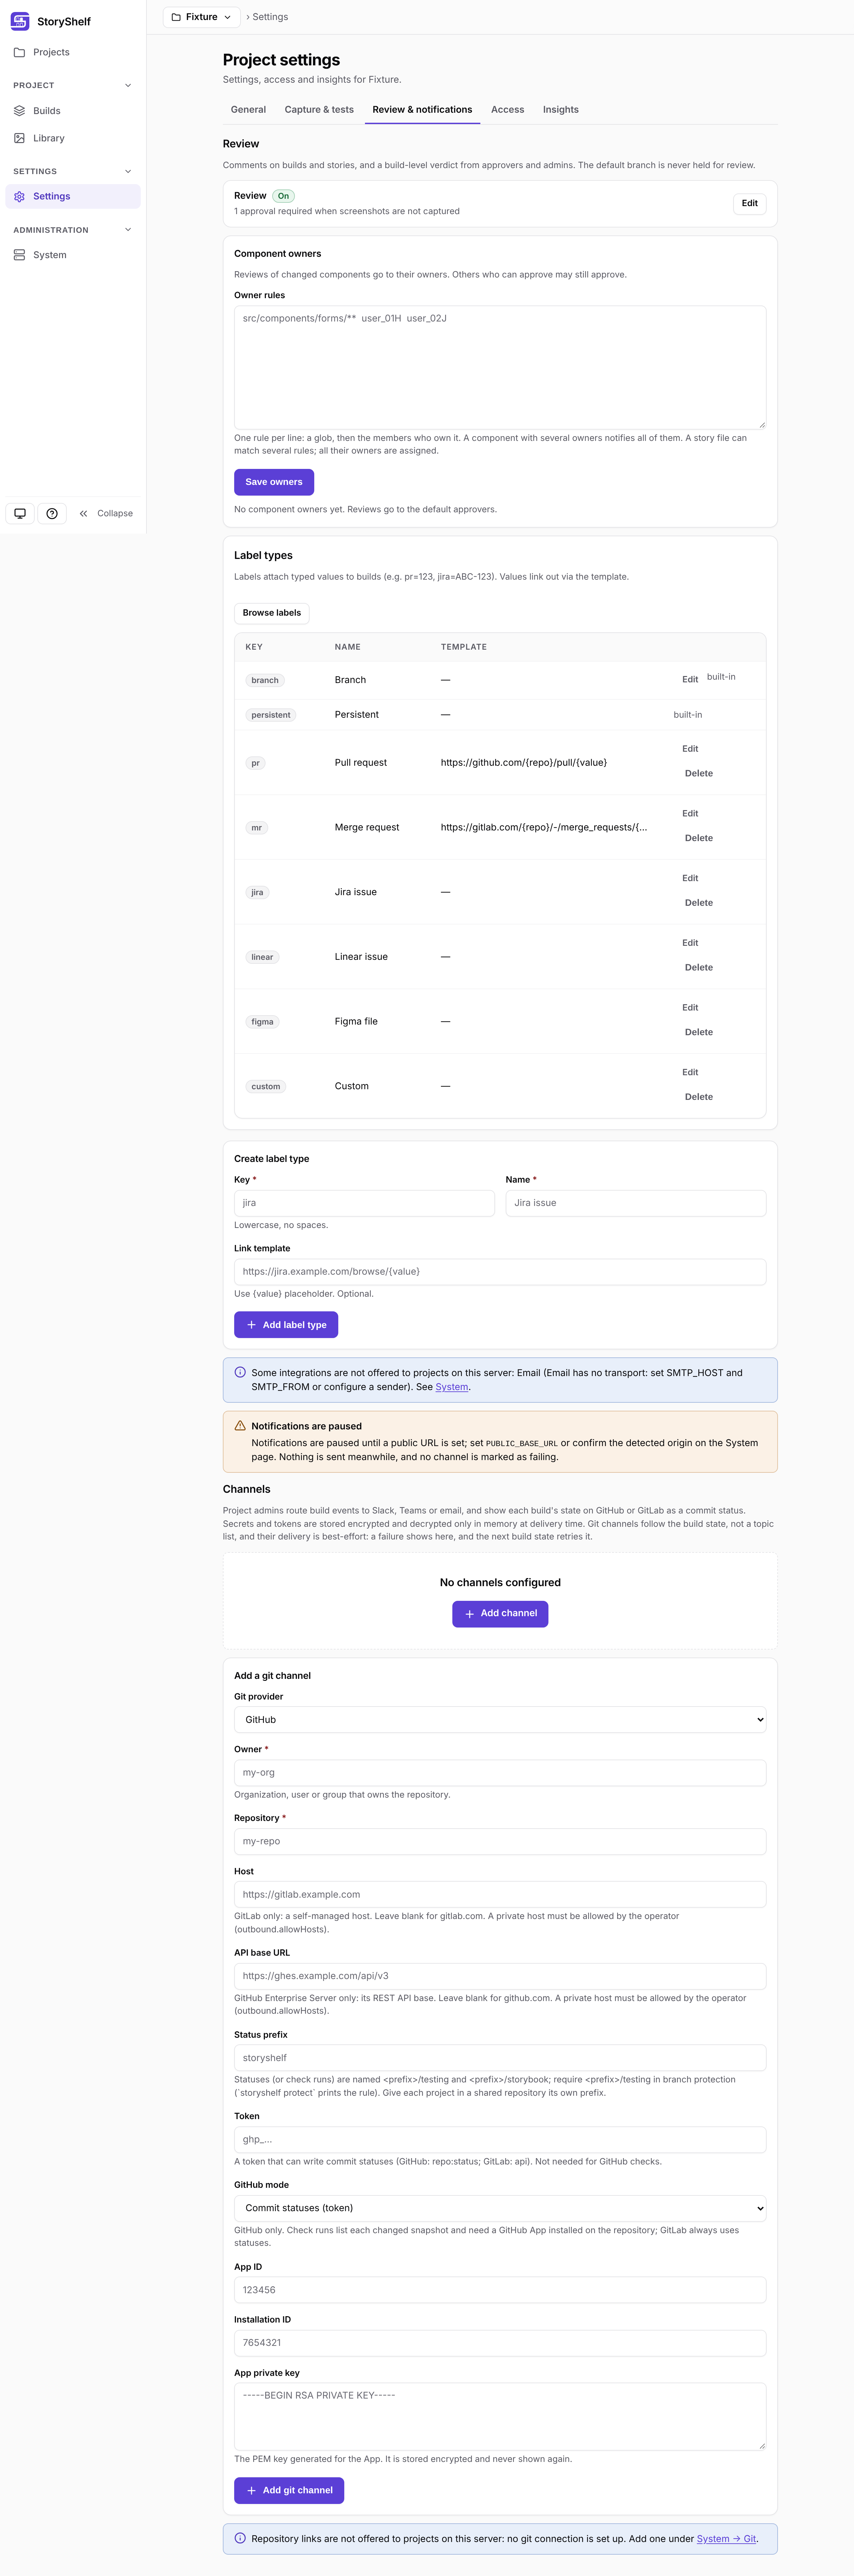 StoryShelf
Projects
PROJECT
Builds
Library
SETTINGS
Settings
ADMINISTRATION
System
Collapse
Fixture
› Settings
Project settings
Settings, access and insights for Fixture.
General
Capture & tests
Review & notifications
Access
Insights
Review
Comments on builds and stories, and a build-level verdict from approvers and admins. The default branch is never held for review.
Review On
1 approval required when screenshots are not captured
Edit
Component owners
Reviews of changed components go to their owners. Others who can approve may still approve.
Owner rules
src/components/forms/** user_01H user_02J
One rule per line: a glob, then the members who own it. A component with several owners notifies all of them. A story file can
match several rules; all their owners are assigned.
Save owners
No component owners yet. Reviews go to the default approvers.
Label types
Labels attach typed values to builds (e.g. pr=123, jira=ABC-123). Values link out via the template.
Browse labels
KEY NAME TEMPLATE
branch Branch — Edit built-in
persistent Persistent — built-in
pr Pull request https://github.com/{repo}/pull/{value} Edit
Delete
mr Merge request https://gitlab.com/{repo}/-/merge_requests/{... Edit
Delete
jira Jira issue — Edit
Delete
linear Linear issue — Edit
Delete
figma Figma file — Edit
Delete
custom Custom — Edit
Delete
Create label type
Key * Name *
jira Jira issue
Lowercase, no spaces.
Link template
https://jira.example.com/browse/{value}
Use {value} placeholder. Optional.
Add label type
Some integrations are not offered to projects on this server: Email (Email has no transport: set SMTP_HOST and
SMTP_FROM or configure a sender). See System.
Notifications are paused
Notifications are paused until a public URL is set; set PUBLIC_BASE_URL or confirm the detected origin on the System
page. Nothing is sent meanwhile, and no channel is marked as failing.
Channels
Project admins route build events to Slack, Teams or email, and show each build's state on GitHub or GitLab as a commit status.
Secrets and tokens are stored encrypted and decrypted only in memory at delivery time. Git channels follow the build state, not a topic
list, and their delivery is best-effort: a failure shows here, and the next build state retries it.
No channels configured
Add channel
Add a git channel
Git provider
GitHub
Owner *
my-org
Organization, user or group that owns the repository.
Repository *
my-repo
Host
https://gitlab.example.com
GitLab only: a self-managed host. Leave blank for gitlab.com. A private host must be allowed by the operator
(outbound.allowHosts).
API base URL
https://ghes.example.com/api/v3
GitHub Enterprise Server only: its REST API base. Leave blank for github.com. A private host must be allowed by the operator
(outbound.allowHosts).
Status prefix
storyshelf
Statuses (or check runs) are named <prefix>/testing and <prefix>/storybook; require <prefix>/testing in branch protection
(`storyshelf protect` prints the rule). Give each project in a shared repository its own prefix.
Token
ghp_...
A token that can write commit statuses (GitHub: repo:status; GitLab: api). Not needed for GitHub checks.
GitHub mode
Commit statuses (token)
GitHub only. Check runs list each changed snapshot and need a GitHub App installed on the repository; GitLab always uses
statuses.
App ID
123456
Installation ID
7654321
App private key
-----BEGIN RSA PRIVATE KEY-----
The PEM key generated for the App. It is stored encrypted and never shown again.
Add git channel
Repository links are not offered to projects on this server: no git connection is set up. Add one under System → Git.